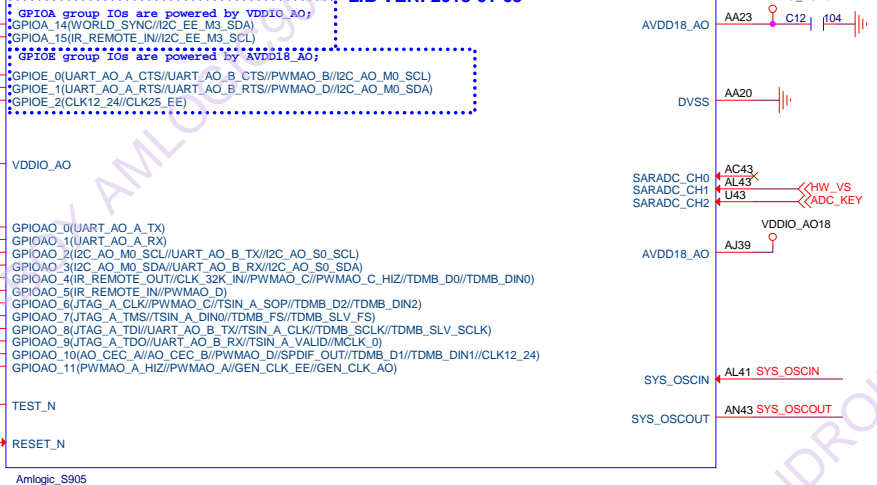 GPIOA group IOs are powered by VDDIO_AO;
GPIOA_14(WORLD_SYNC//I2C_EE_M3_SDA)
GPIOA_15(IR_REMOTE_IN//I2C_EE_M3_SCL)
GPIOE group IOs are powered by AVDD18_AO;
GPIOE_0(UART_AO_A_CTS//UART_AO_B_CTS//PWMAO_B//I2C_AO_M0_SCL)
GPIOE_1(UART_AO_A_RTS//UART_AO_B_RTS//PWMAO_D//I2C_AO_M0_SDA)
GPIOE_2(CLK12_24//CLK25_EE)
VDDIO_AO
GPIOAO_0(UART_AO_A_TX)
GPIOAO_1(UART_AO_A_RX)
GPIOAO_2(I2C_AO_M0_SCL//UART_AO_B_TX//I2C_AO_S0_SCL)
GPIOAO_3(I2C_AO_M0_SDA//UART_AO_B_RX//I2C_AO_S0_SDA)
GPIOAO_4(IR_REMOTE_OUT//CLK_32K_IN//PWMAO_C//PWMAO_C_HIZ//TDMB_D0//TDMB_DIN0)
GPIOAO_5(IR_REMOTE_IN//PWMAO_D)
GPIOAO_6(JTAG_A_CLK//PWMAO_C//TSIN_A_SOP//TDMB_D2//TDMB_DIN2)
GPIOAO_7(JTAG_A_TMS//TSIN_A_DIN0//TDMB_FS//TDMB_SLV_FS)
GPIOAO_8(JTAG_A_TDI//UART_AO_B_TX//TSIN_A_CLK//TDMB_SCLK//TDMB_SLV_SCLK)
GPIOAO_9(JTAG_A_TDO//UART_AO_B_RX//TSIN_A_VALID//MCLK_0)
GPIOAO_10(AO_CEC_A//AO_CEC_B//PWMAO_D//SPDIF_OUT//TDMB_D1//TDMB_DIN1//CLK12_24)
GPIOAO_11(PWMAO_A_HIZ//PWMAO_A//GEN_CLK_EE//GEN_CLK_AO)
TEST_N
RESET_N
Amlogic_S905
AVDD18_AO AA23 C12 104
DVSS AA20
SARADC_CH0 AC43
SARADC_CH1 AL43 HW_VS
SARADC_CH2 U43 ADC_KEY
VDDIO_AO18
AVDD18_AO AJ39
SYS_OSCIN AL41 SYS_OSCIN
SYS_OSCOUT AN43 SYS_OSCOUT